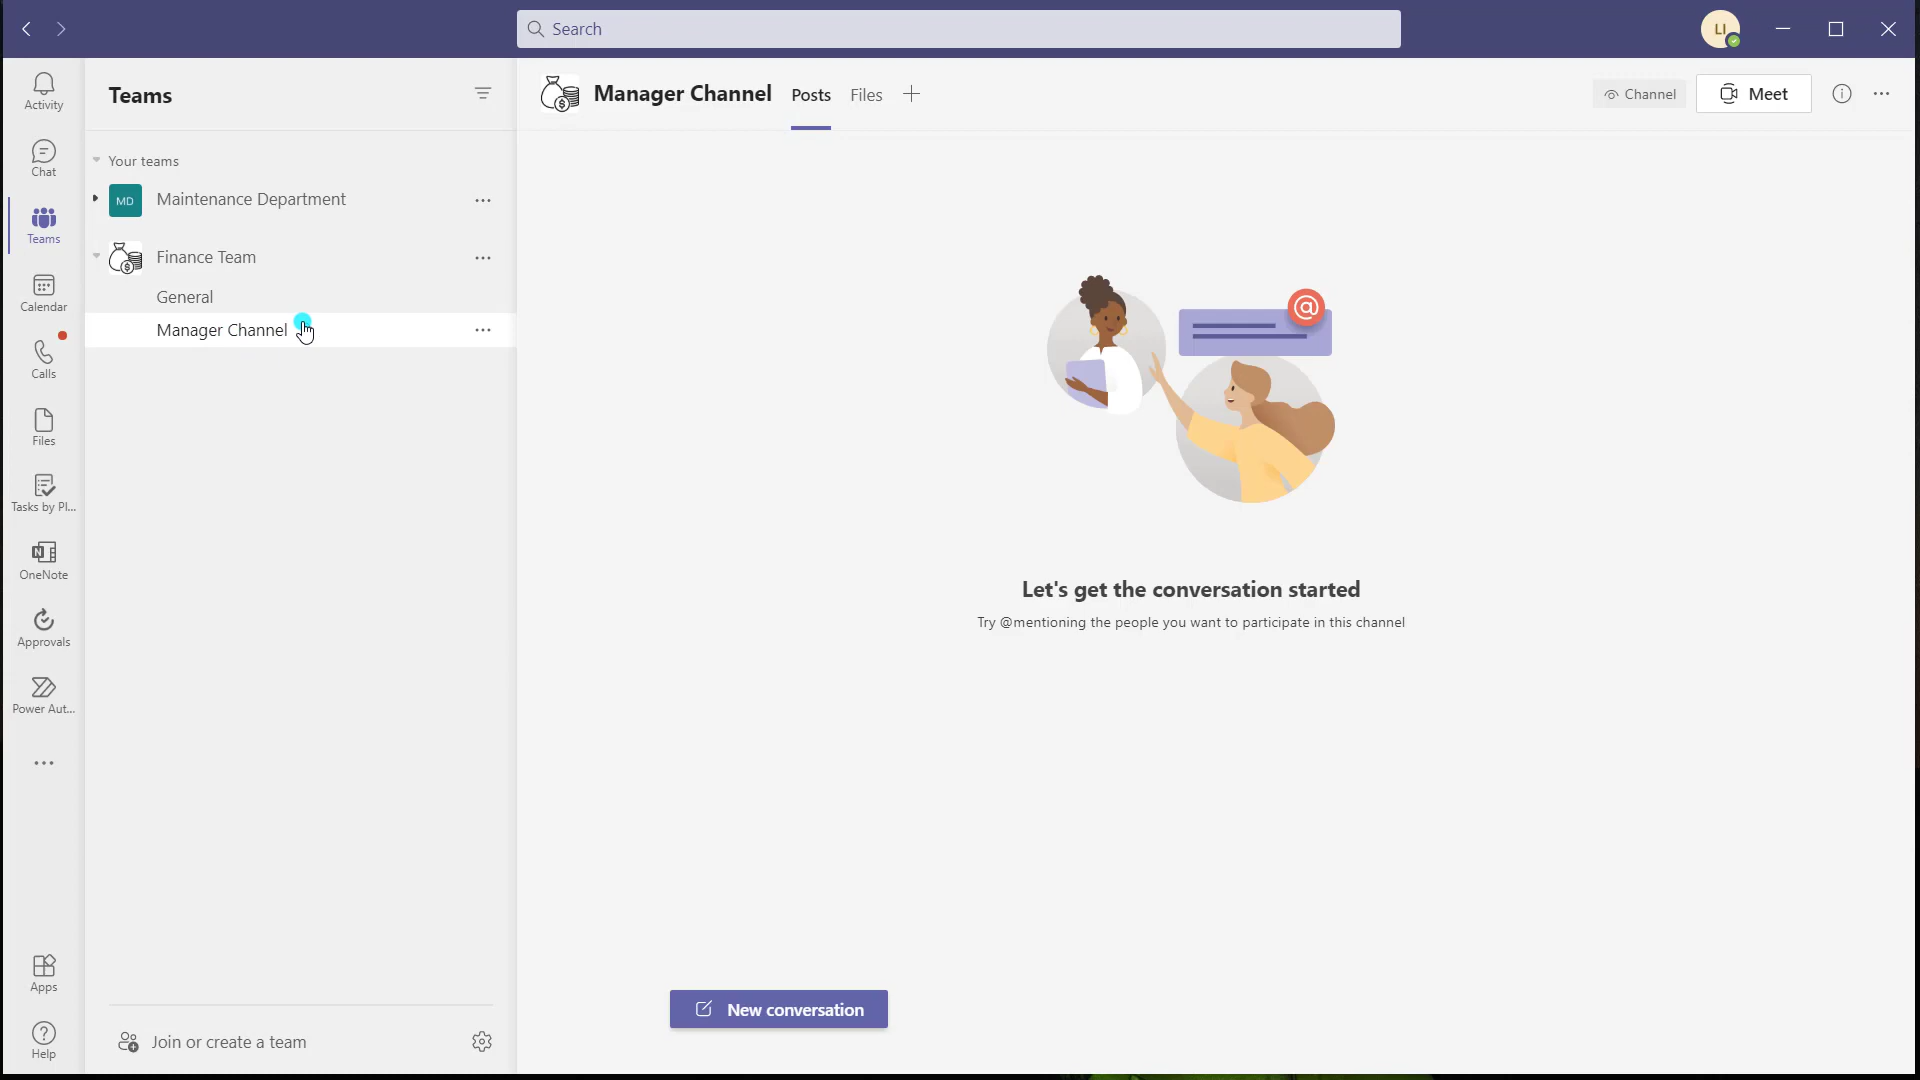 Search
LI
Activity
Chat
Teams
Calendar
Calls
Files
Tasks by Pl...
OneNote
Approvals
Power Aut...
Apps
Help
Teams
Your teams
MD
Maintenance Department
Finance Team
General
Manager Channel
Join or create a team
Manager Channel
Posts
Files
Channel
Meet
@
Let's get the conversation started
Try @mentioning the people you want to participate in this channel
New conversation